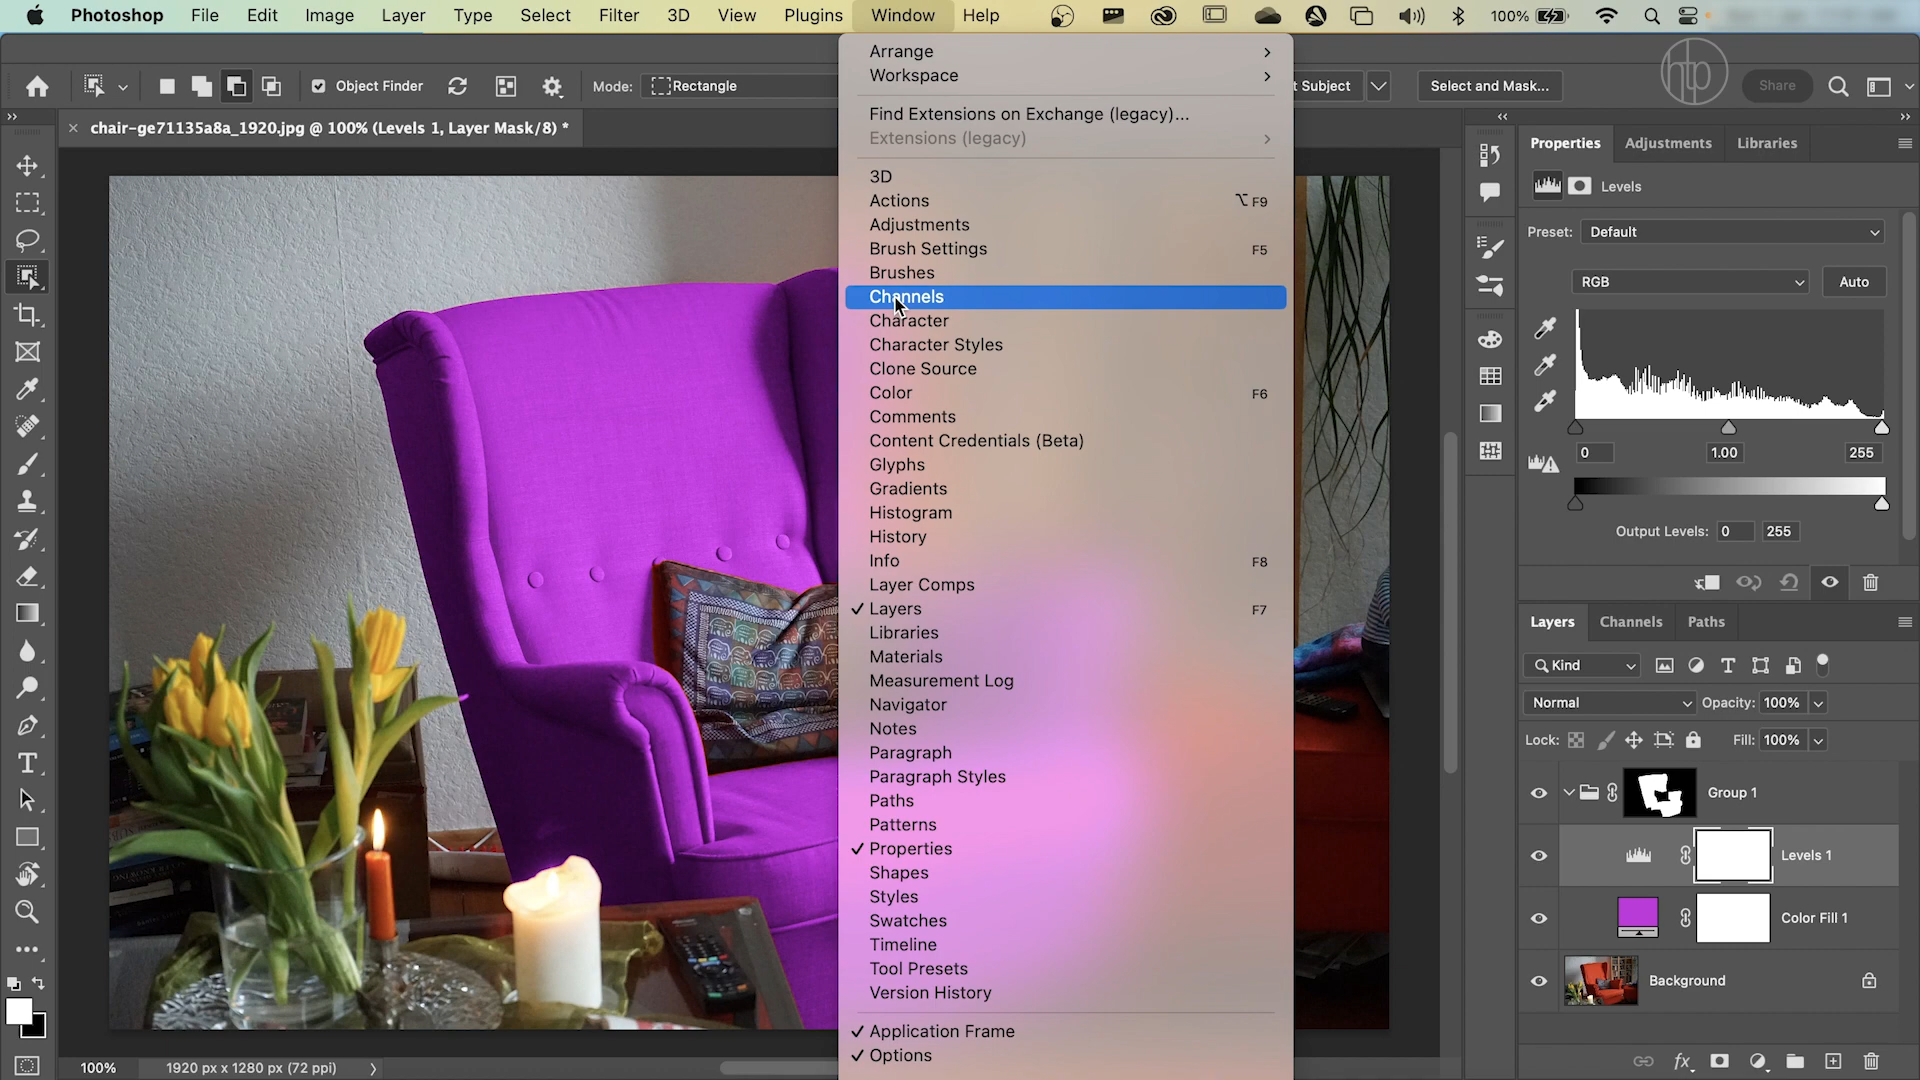 Photoshop File Edit Image Layer Type Select Filter 3D View Plugins Window Help 100%
Object Finder Mode: Rectangle t Subject Select and Mask... Share
htp
chair-ge71135a8a_1920.jpg @ 100% (Levels 1, Layer Mask/8) *
Arrange
Workspace
Find Extensions on Exchange (legacy)...
Extensions (legacy)
3D
Actions ⌥ F9
Adjustments
Brush Settings F5
Brushes
Channels
Character
Character Styles
Clone Source
Color F6
Comments
Content Credentials (Beta)
Glyphs
Gradients
Histogram
History
Info F8
Layer Comps
✓ Layers F7
Libraries
Materials
Measurement Log
Navigator
Notes
Paragraph
Paragraph Styles
Paths
Patterns
✓ Properties
Shapes
Styles
Swatches
Timeline
Tool Presets
Version History
✓ Application Frame
✓ Options
Properties Adjustments Libraries
Levels
Preset: Default
RGB Auto
0 1.00 255
Output Levels: 0 255
Layers Channels Paths
Kind
Normal Opacity: 100%
Lock: Fill: 100%
Group 1
Levels 1
Color Fill 1
Background
fx
100% 1920 px x 1280 px (72 ppi)